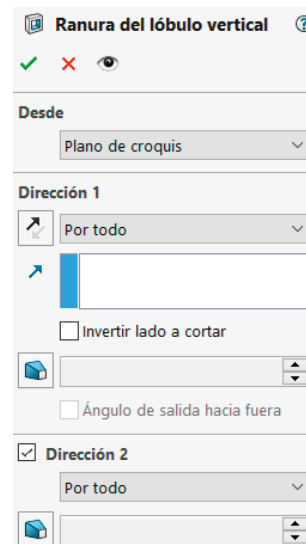 Ranura del lóbulo vertical
Desde
Plano de croquis
Dirección 1
Por todo
Invertir lado a cortar
Ángulo de salida hacia fuera
Dirección 2
Por todo